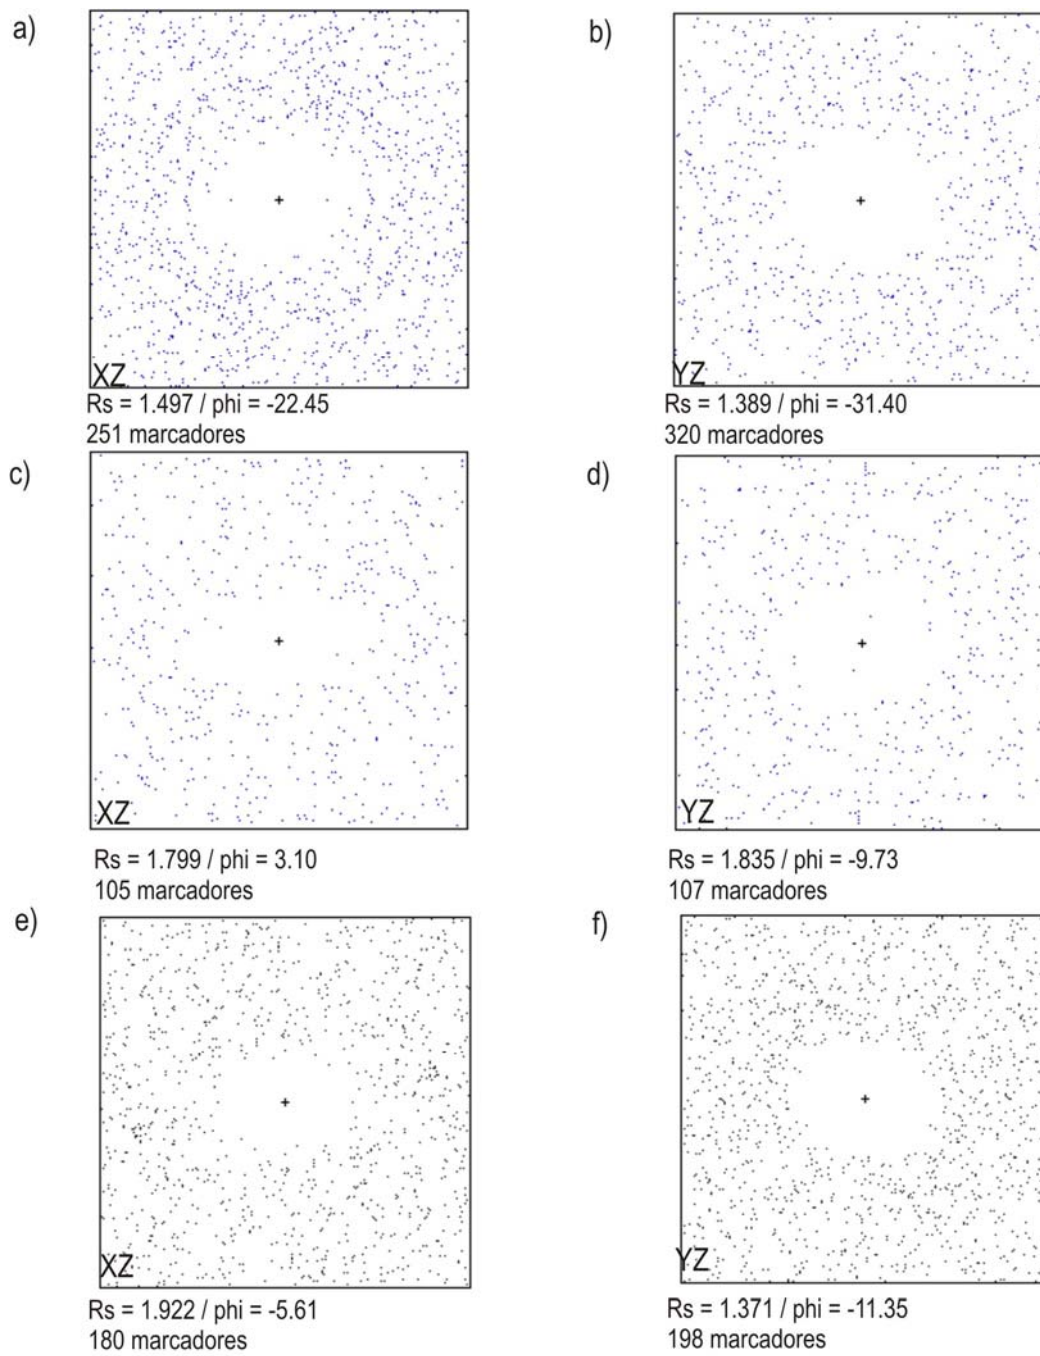 a)
XZ
Rs = 1.497 / phi = -22.45
251 marcadores
b)
YZ
Rs = 1.389 / phi = -31.40
320 marcadores
c)
XZ
Rs = 1.799 / phi = 3.10
105 marcadores
d)
YZ
Rs = 1.835 / phi = -9.73
107 marcadores
e)
XZ
Rs = 1.922 / phi = -5.61
180 marcadores
f)
YZ
Rs = 1.371 / phi = -11.35
198 marcadores